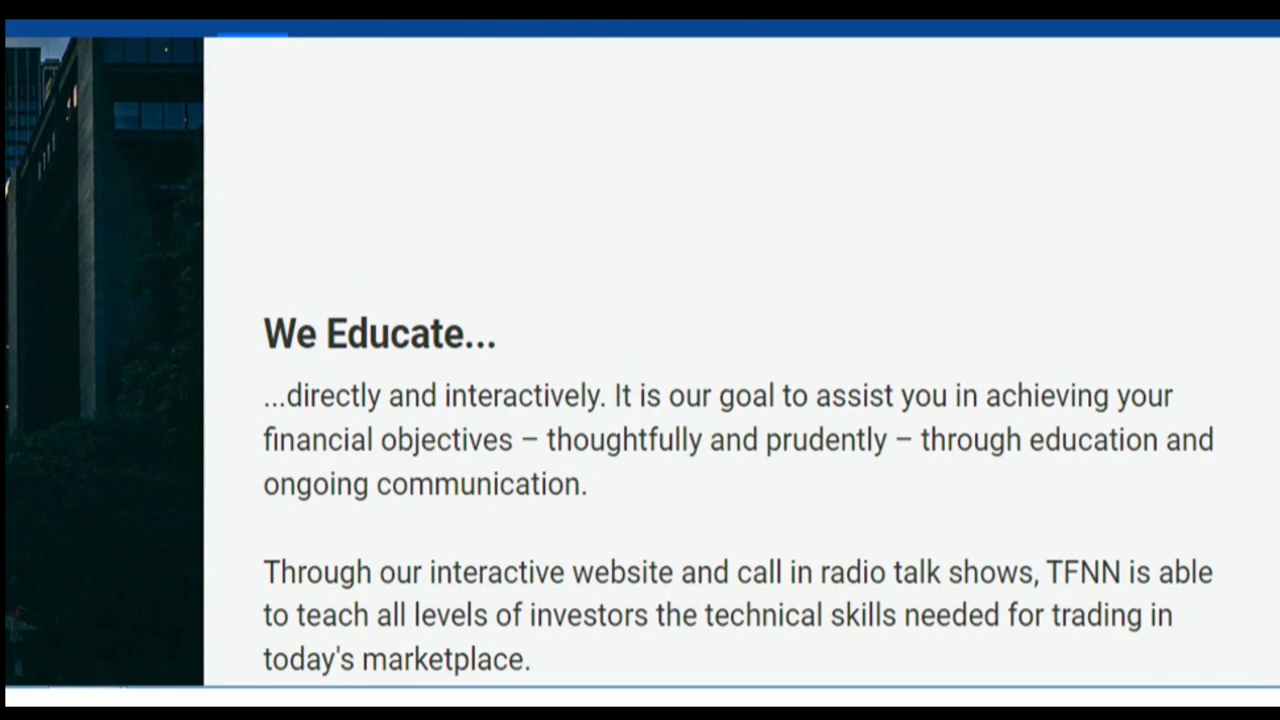 We Educate...
...directly and interactively. It is our goal to assist you in achieving your
financial objectives – thoughtfully and prudently – through education and
ongoing communication.
Through our interactive website and call in radio talk shows, TFNN is able
to teach all levels of investors the technical skills needed for trading in
today's marketplace.